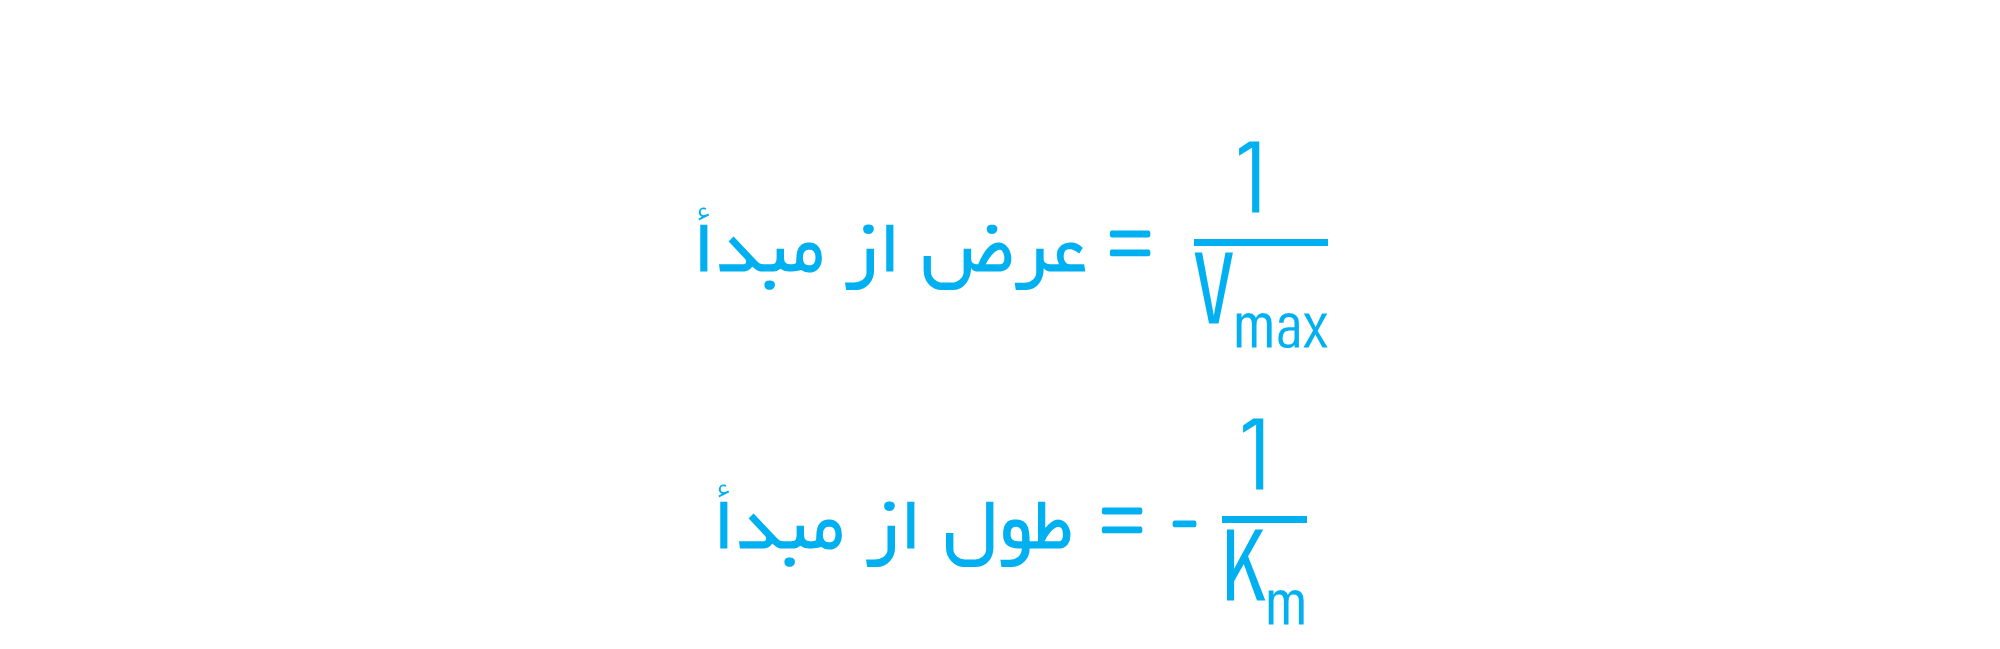 عرض از مبدأ = 1/Vmax
طول از مبدأ = - 1/Km